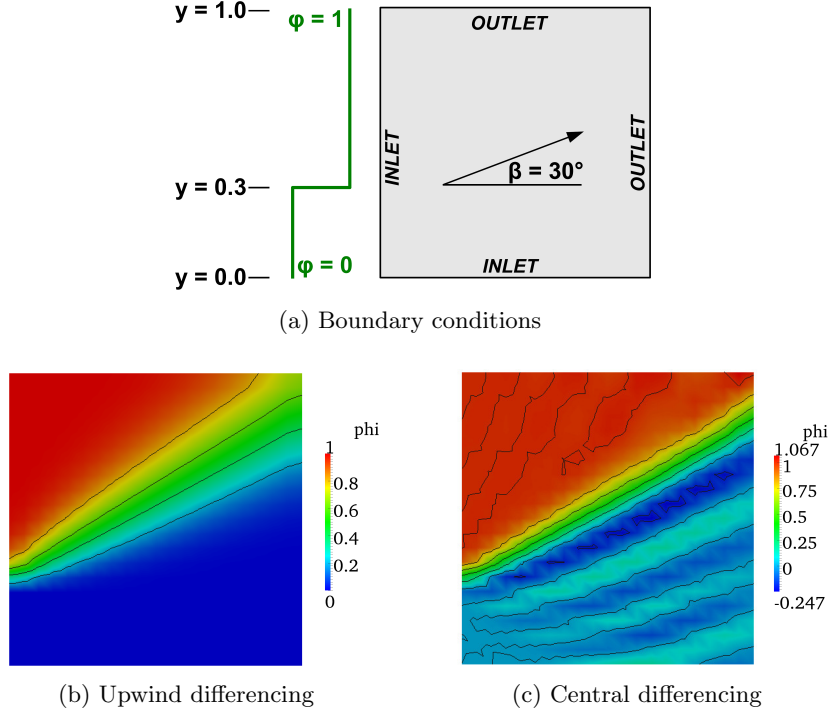 y = 1.0
φ = 1
OUTLET
INLET
OUTLET
β = 30°
y = 0.3
φ = 0
y = 0.0
INLET
(a) Boundary conditions
phi
1
0.8
0.6
0.4
0.2
0
phi
1.067
1
0.75
0.5
0.25
0
-0.247
(b) Upwind differencing
(c) Central differencing